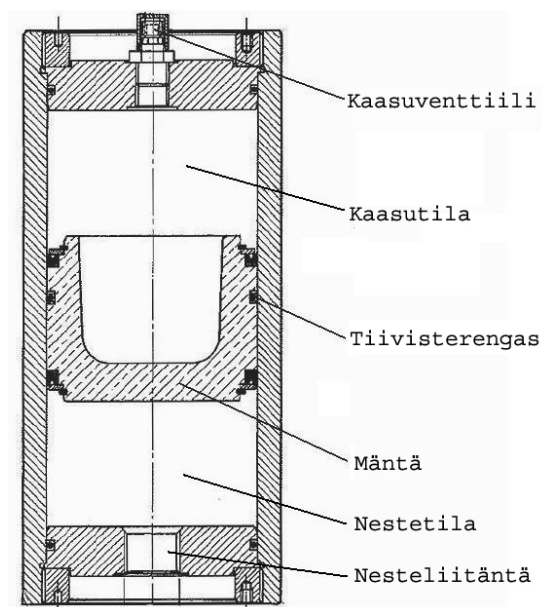 Kaasuventtiili
Kaasutila
Tiivisterengas
Mäntä
Nestetila
Nesteliitäntä